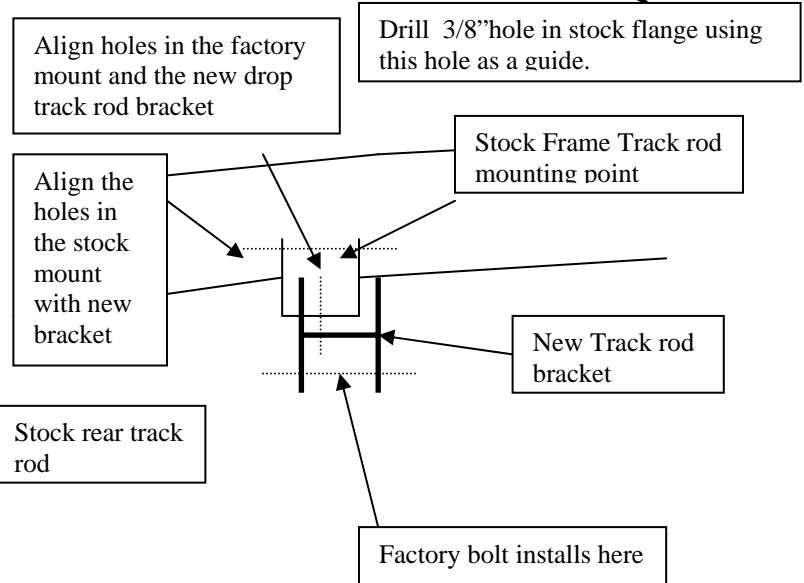 Align holes in the factory
mount and the new drop
track rod bracket
Drill 3/8”hole in stock flange using
this hole as a guide.
Stock Frame Track rod
mounting point
Align the
holes in
the stock
mount
with new
bracket
New Track rod
bracket
Stock rear track
rod
Factory bolt installs here